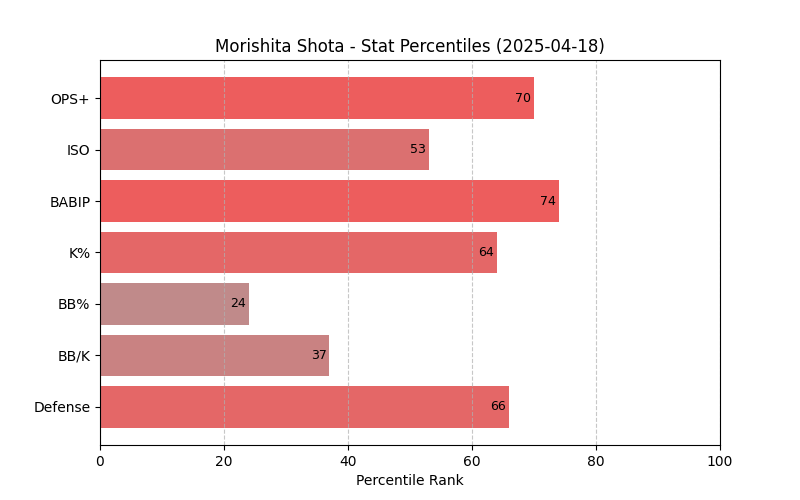 Morishita Shota - Stat Percentiles (2025-04-18)
OPS+ 70
ISO 53
BABIP 74
K% 64
BB% 24
BB/K 37
Defense 66
0 20 40 60 80 100
Percentile Rank